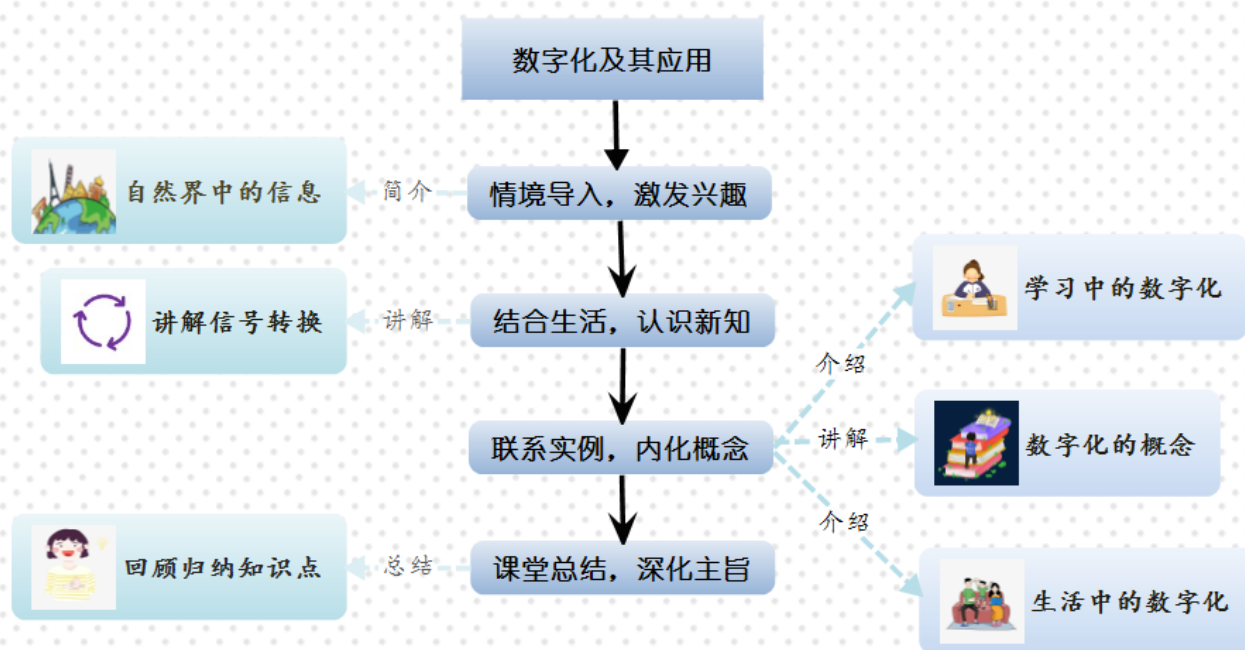 数字化及其应用
自然界中的信息
简介
情境导入，激发兴趣
学习中的数字化
讲解信号转换
讲解
结合生活，认识新知
介绍
联系实例，内化概念
讲解
数字化的概念
介绍
回顾归纳知识点
总结
课堂总结，深化主旨
生活中的数字化